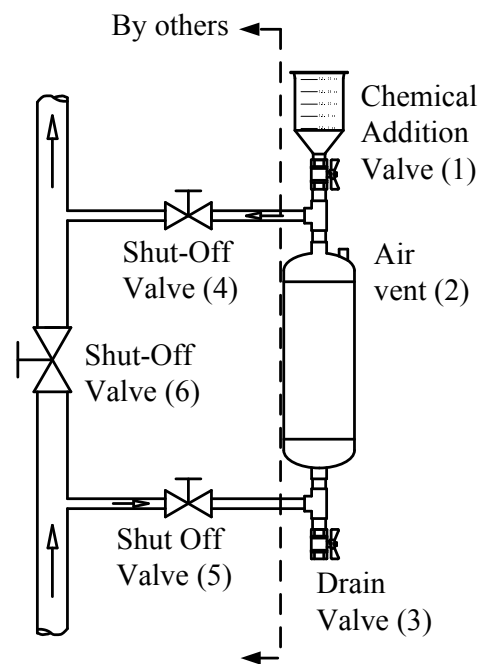 By others
Chemical
Addition
Valve (1)
Shut-Off
Valve (4)
Air
vent (2)
Shut-Off
Valve (6)
Shut Off
Valve (5)
Drain
Valve (3)